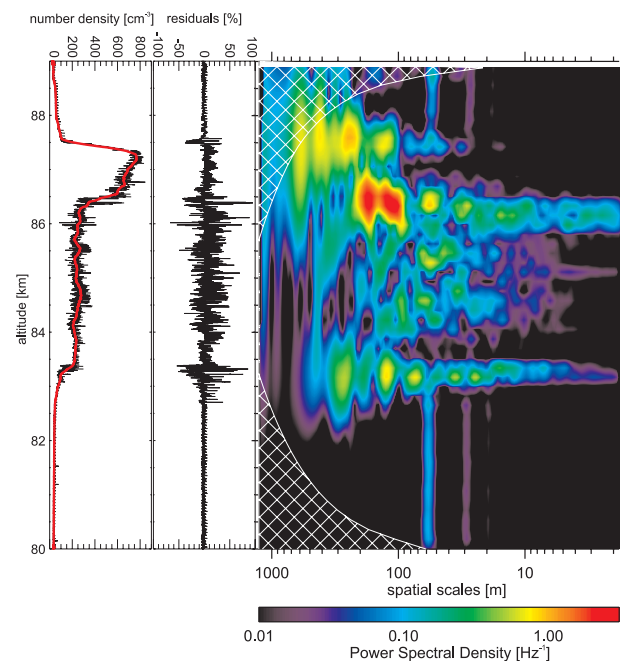 number density [cm⁻³] residuals [%]
0 200 400 600 800 -100 -50 0 50 100
88
86
84
82
80
altitude [km]
1000 100 10
spatial scales [m]
0.01 0.10 1.00
Power Spectral Density [Hz⁻¹]